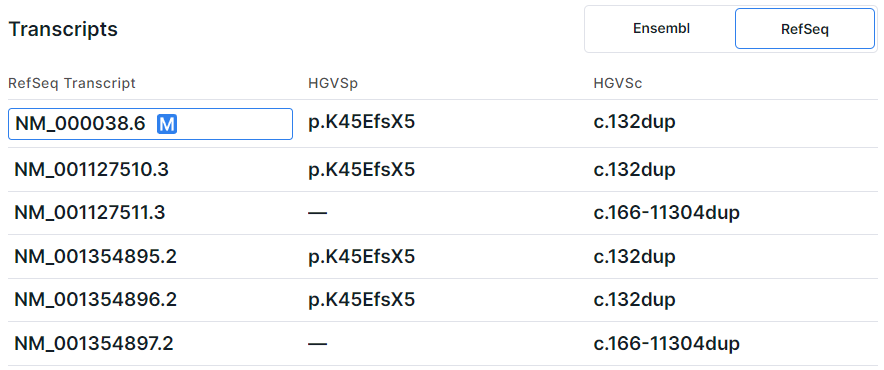 Transcripts Ensembl RefSeq
RefSeq Transcript HGVSp HGVSc
NM_000038.6 M p.K45EfsX5 c.132dup
NM_001127510.3 p.K45EfsX5 c.132dup
NM_001127511.3 — c.166-11304dup
NM_001354895.2 p.K45EfsX5 c.132dup
NM_001354896.2 p.K45EfsX5 c.132dup
NM_001354897.2 — c.166-11304dup